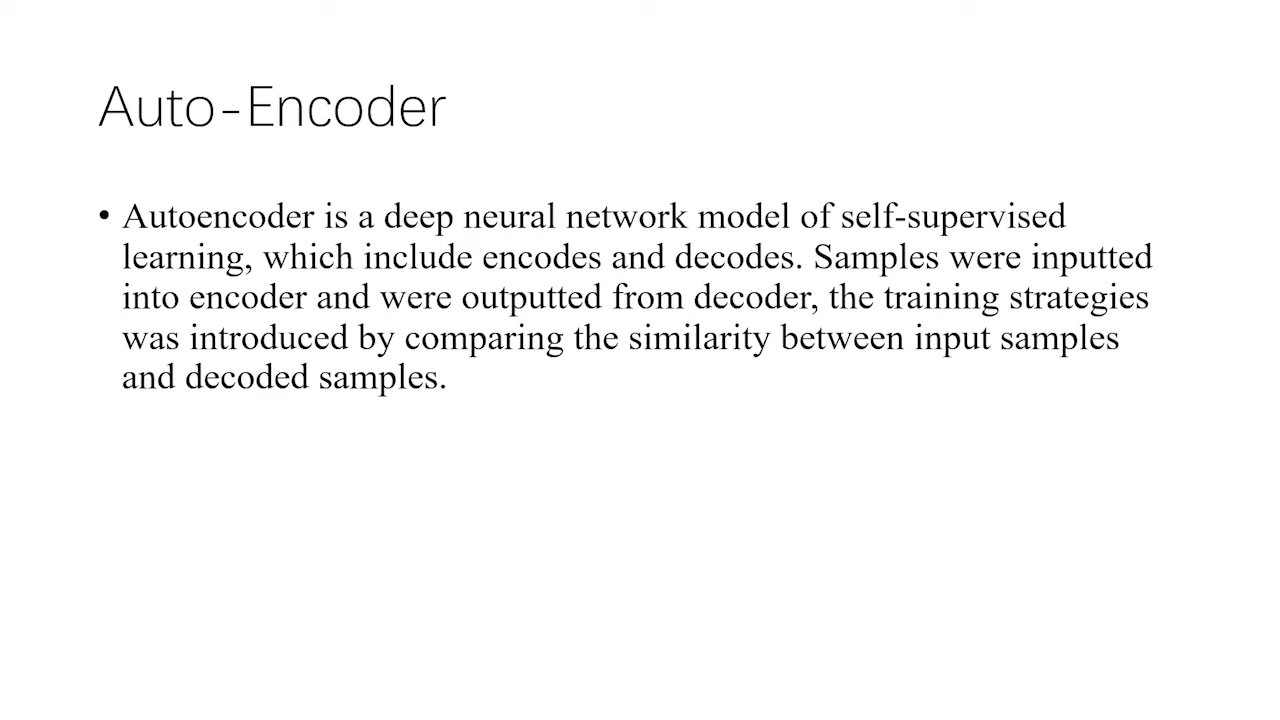 Auto-Encoder
• Autoencoder is a deep neural network model of self-supervised
learning, which include encodes and decodes. Samples were inputted
into encoder and were outputted from decoder, the training strategies
was introduced by comparing the similarity between input samples
and decoded samples.